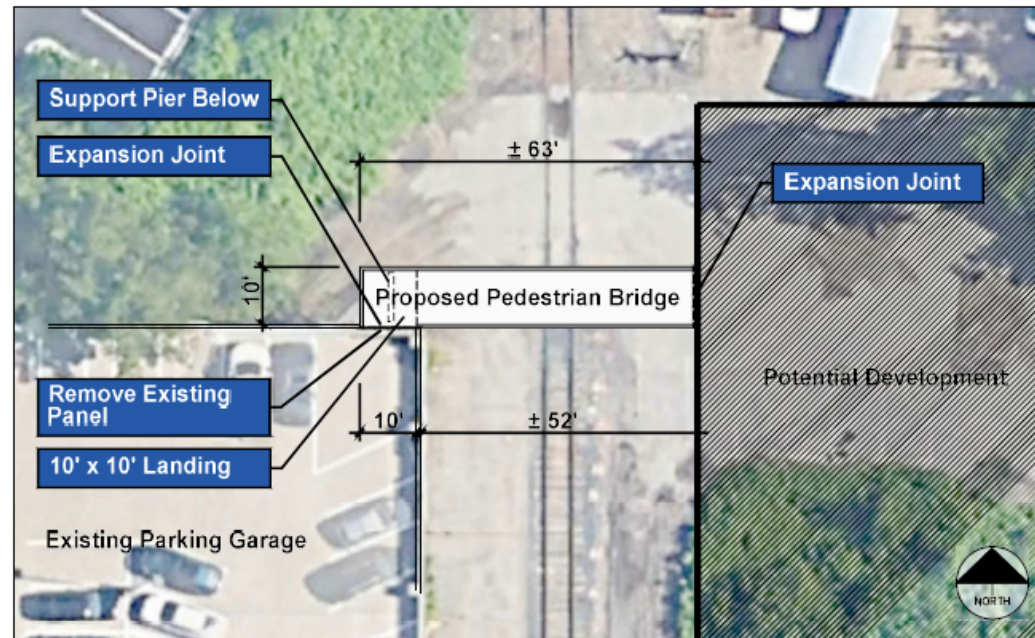 Support Pier Below
Expansion Joint
± 63'
Expansion Joint
10'
Proposed Pedestrian Bridge
Potential Development
Remove Existing
Panel
10'
± 52'
10' x 10' Landing
Existing Parking Garage
NORTH